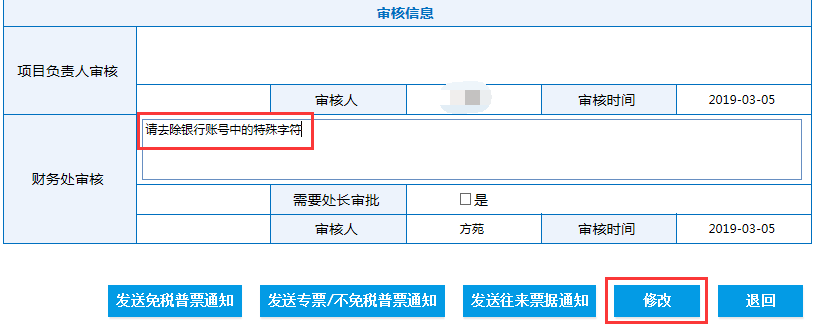 审核信息
项目负责人审核
审核人 审核时间 2019-03-05
请去除银行账号中的特殊字符
财务处审核
需要处长审批 是
审核人 方苑 审核时间 2019-03-05
发送免税普票通知 发送专票/不免税普票通知 发送往来票据通知 修改 退回